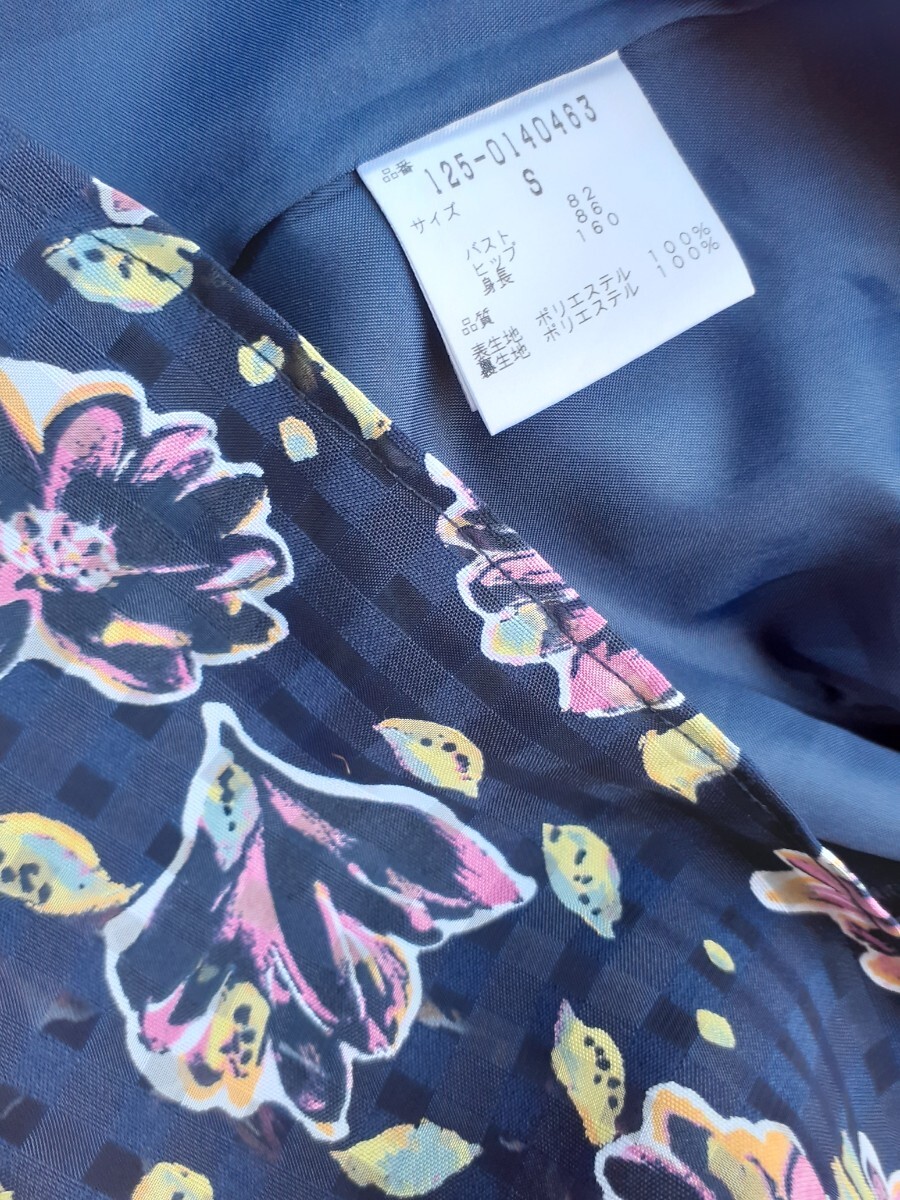 品番 125-0140463
サイズ S
バスト 82
ヒップ 86
身長 160
品質
表生地 ポリエステル 100%
裏生地 ポリエステル 100%